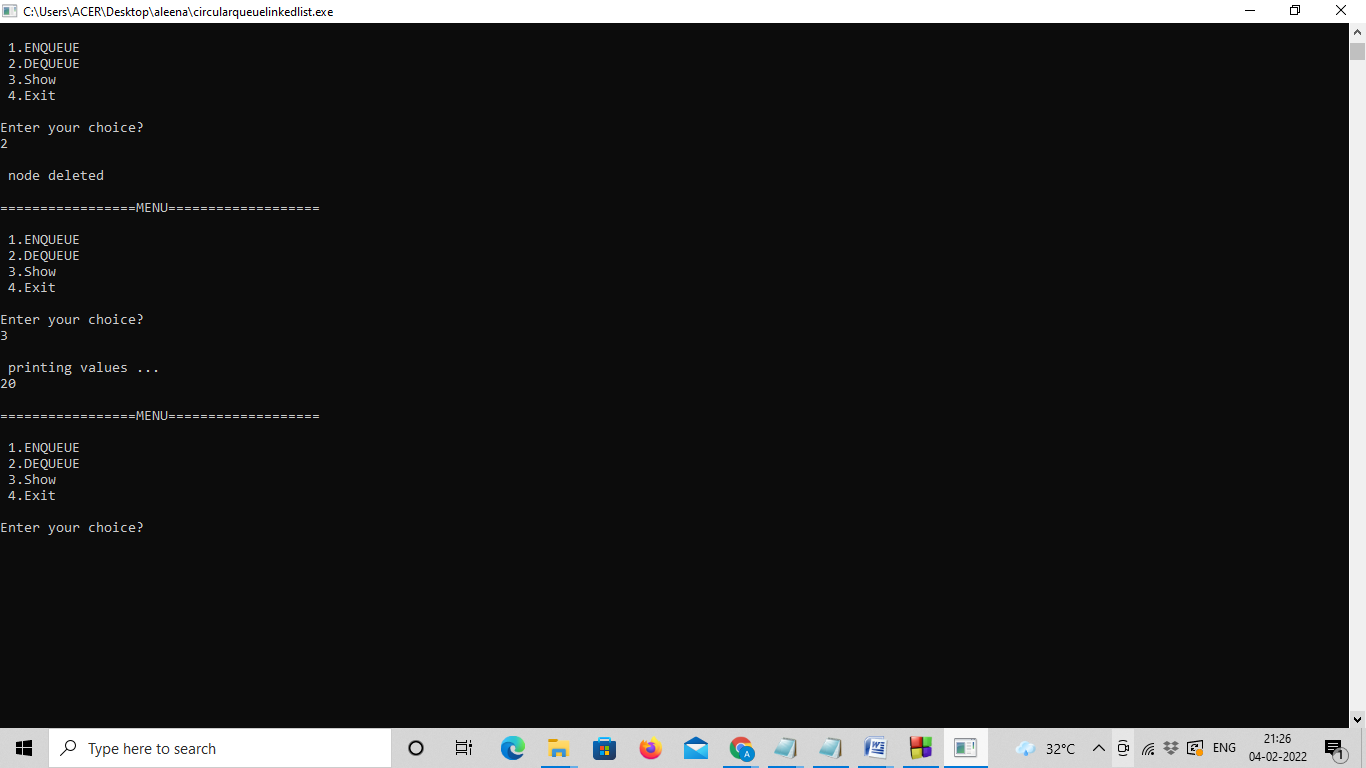 C:\Users\ACER\Desktop\aleena\circularqueuelinkedlist.exe
1.ENQUEUE
2.DEQUEUE
3.Show
4.Exit
Enter your choice?
2
node deleted
=================MENU===================
1.ENQUEUE
2.DEQUEUE
3.Show
4.Exit
Enter your choice?
3
printing values ...
20
=================MENU===================
1.ENQUEUE
2.DEQUEUE
3.Show
4.Exit
Enter your choice?
Type here to search
A
W
32°C
ENG
21:26
04-02-2022
1